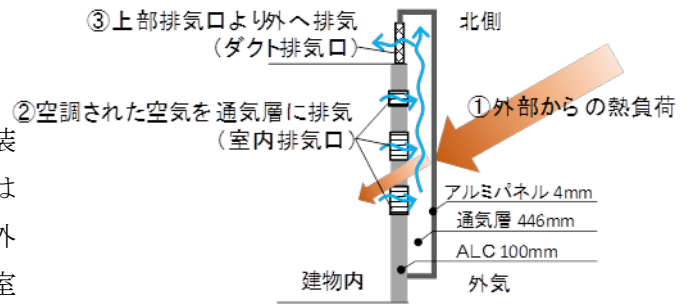 ③上部排気口より外へ排気
(ダクト排気口)
北側
①外部からの熱負荷
②空調された空気を通気層に排気
(室内排気口)
装
は
外
室
アルミパネル 4mm
通気層 446mm
ALC 100mm
建物内
外気